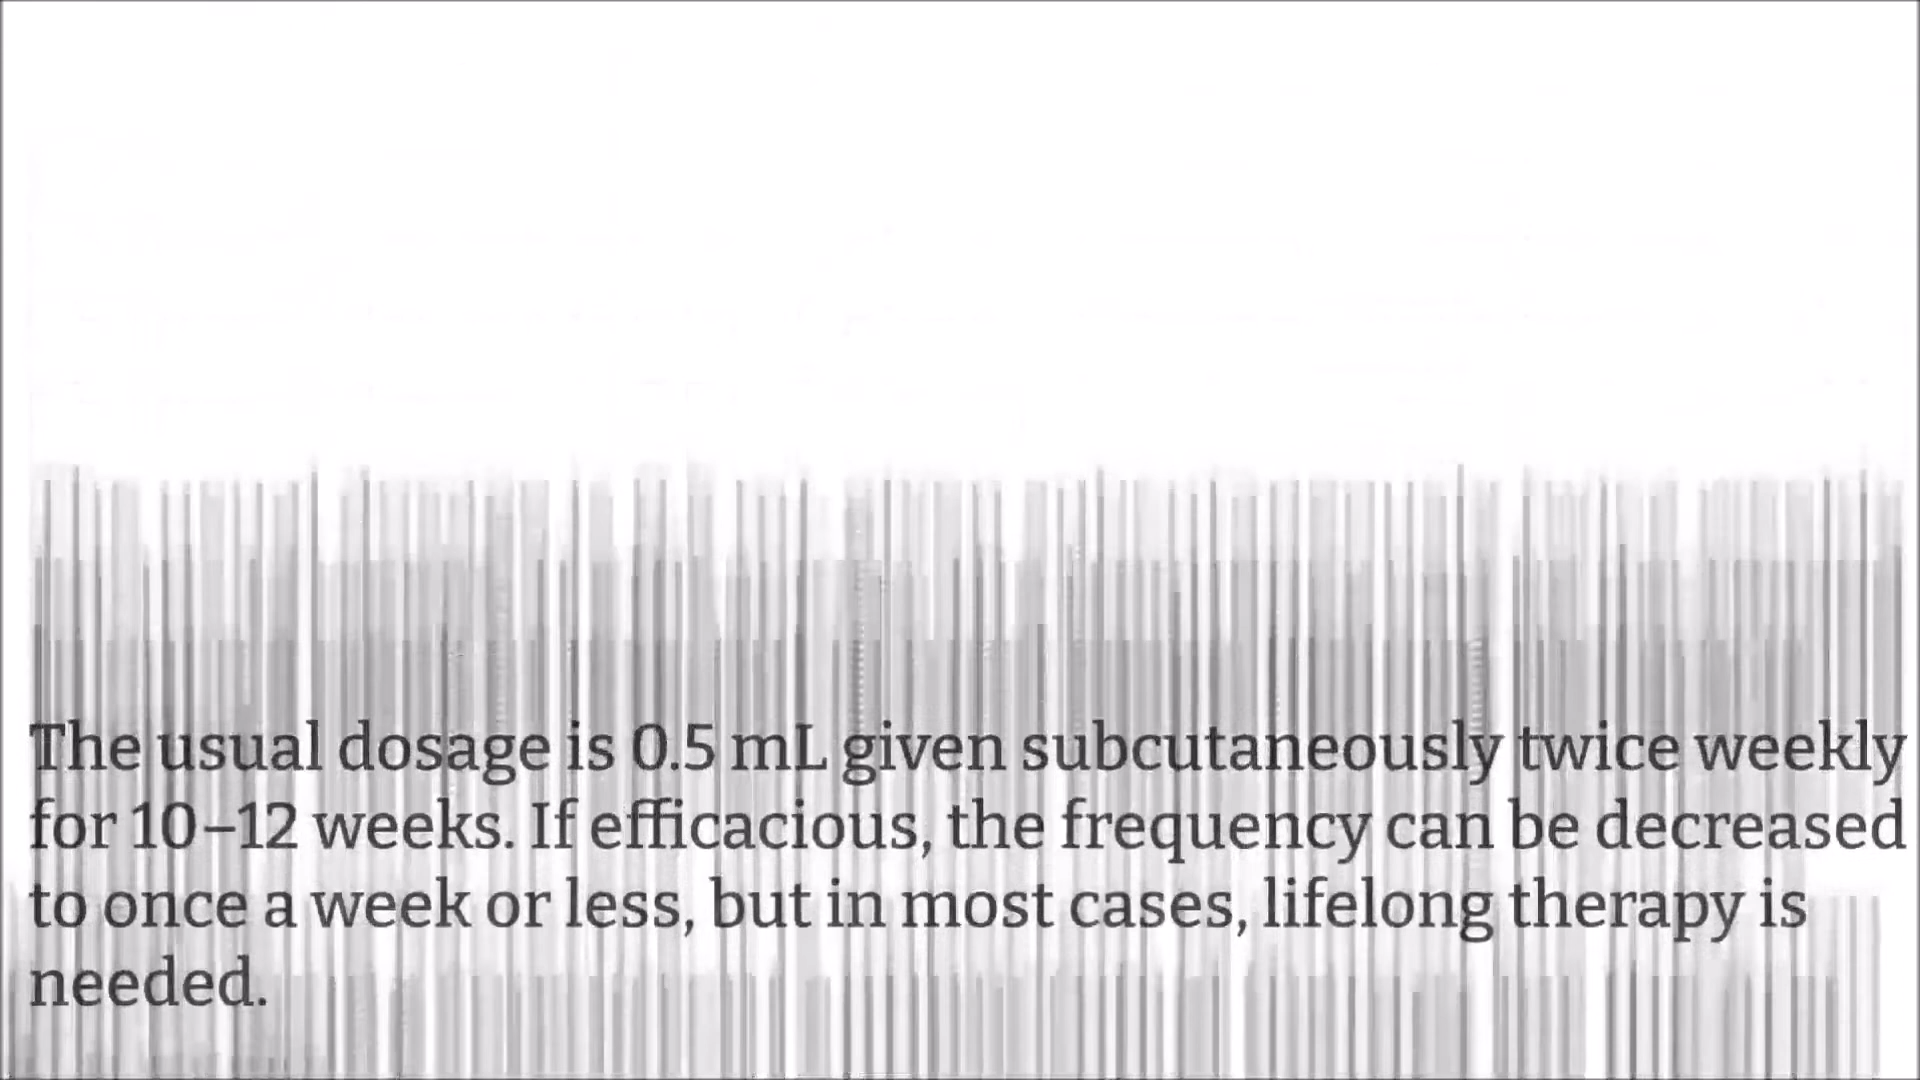 The usual dosage is 0.5 mL given subcutaneously twice weekly
for 10–12 weeks. If efficacious, the frequency can be decreased
to once a week or less, but in most cases, lifelong therapy is
needed.